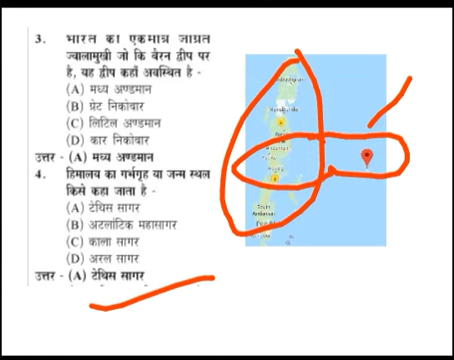 3. भारत का एकमात्र जाग्रत
ज्वालामुखी जो कि बैरन द्वीप पर
है, यह द्वीप कहाँ अवस्थित है -
(A) मध्य अण्डमान
(B) ग्रेट निकोबार
(C) लिटिल अण्डमान
(D) कार निकोबार
उत्तर - (A) मध्य अण्डमान
4. हिमालय का गर्भगृह या जन्म स्थल
किसे कहा जाता है -
(A) टेथिस सागर
(B) अटलांटिक महासागर
(C) काला सागर
(D) अरल सागर
उत्तर - (A) टेथिस सागर
South
Andaman